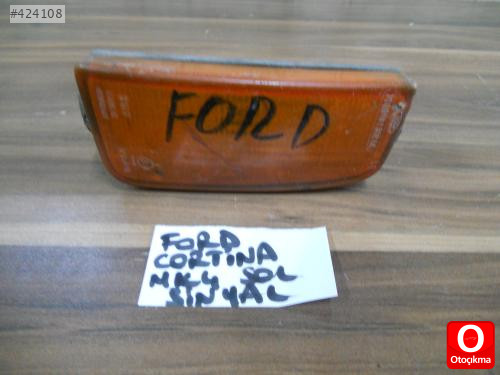 #424108
FORD
FORD
CORTINA
MK4 SOL
SİNYAL
O
Otoçıkma